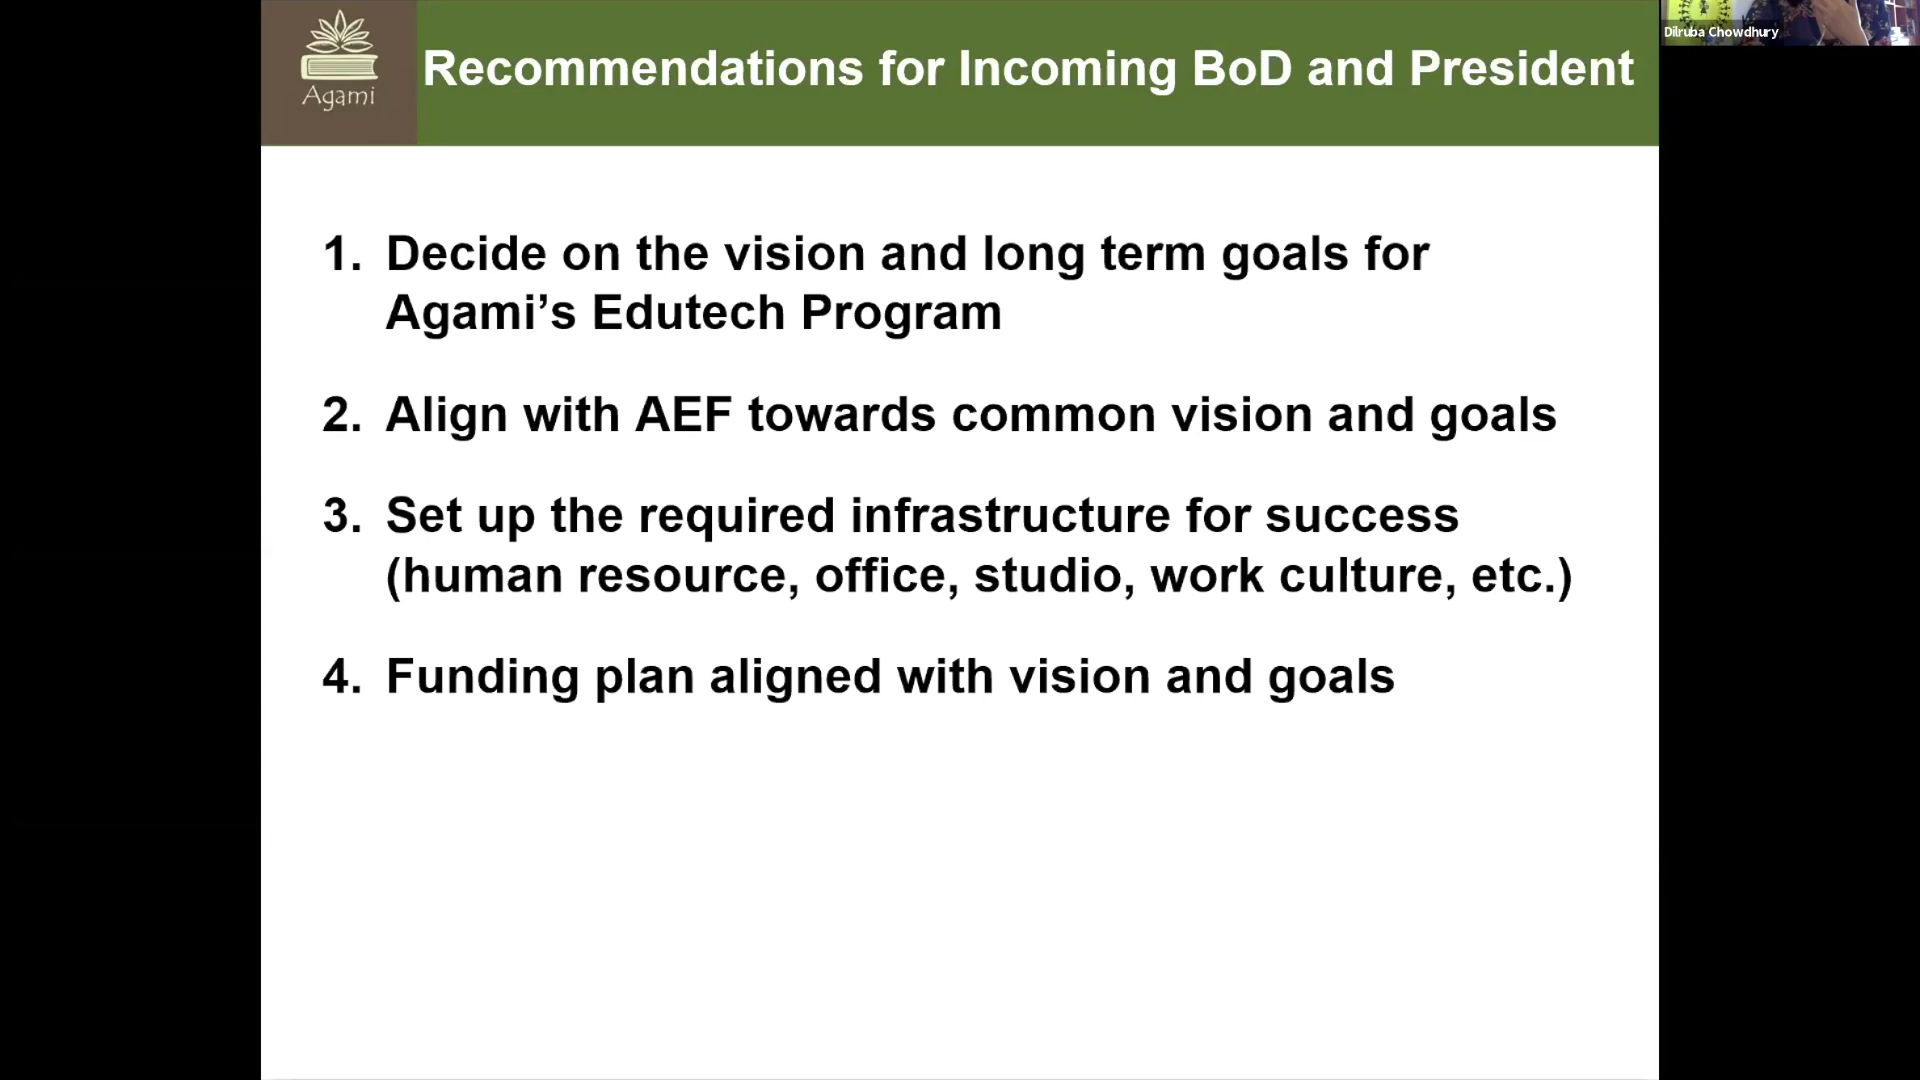 Agami
Recommendations for Incoming BoD and President
Dilruba Chowdhury
1. Decide on the vision and long term goals for
Agami’s Edutech Program
2. Align with AEF towards common vision and goals
3. Set up the required infrastructure for success
(human resource, office, studio, work culture, etc.)
4. Funding plan aligned with vision and goals